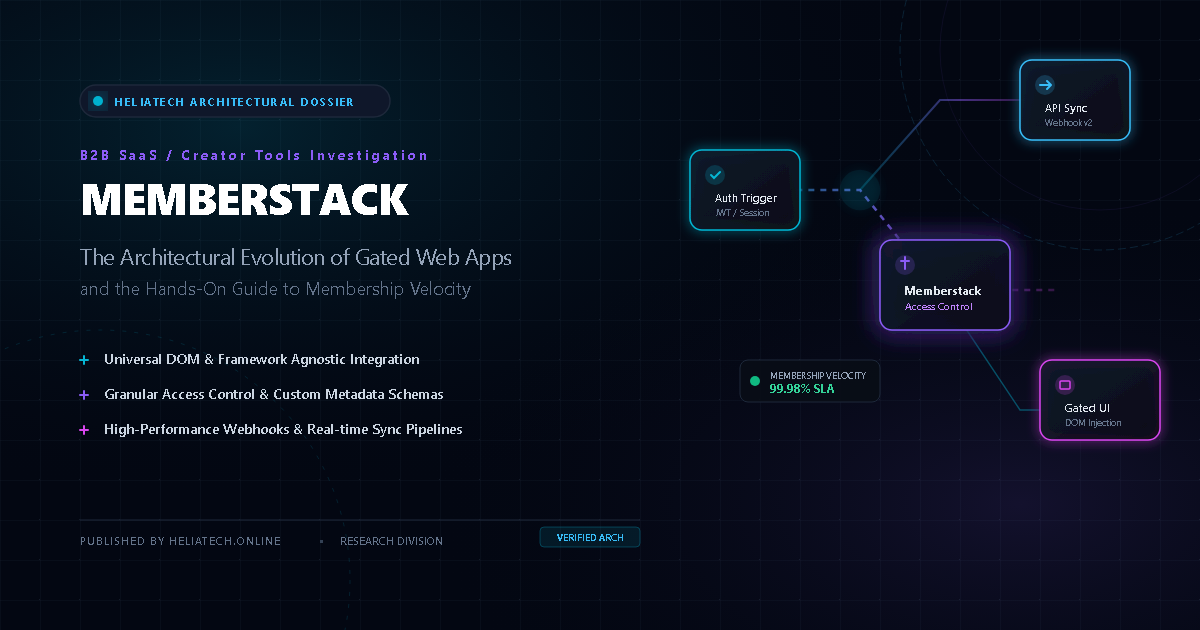 HELIATECH ARCHITECTURAL DOSSIER
B2B SaaS / Creator Tools Investigation
MEMBERSTACK
The Architectural Evolution of Gated Web Apps
and the Hands-On Guide to Membership Velocity
+ Universal DOM & Framework Agnostic Integration
+ Granular Access Control & Custom Metadata Schemas
+ High-Performance Webhooks & Real-time Sync Pipelines
PUBLISHED BY HELIATECH.ONLINE • RESEARCH DIVISION
VERIFIED ARCH
API Sync
Webhook v2
Auth Trigger
JWT / Session
Memberstack
Access Control
MEMBERSHIP VELOCITY
99.98% SLA
Gated UI
DOM Injection